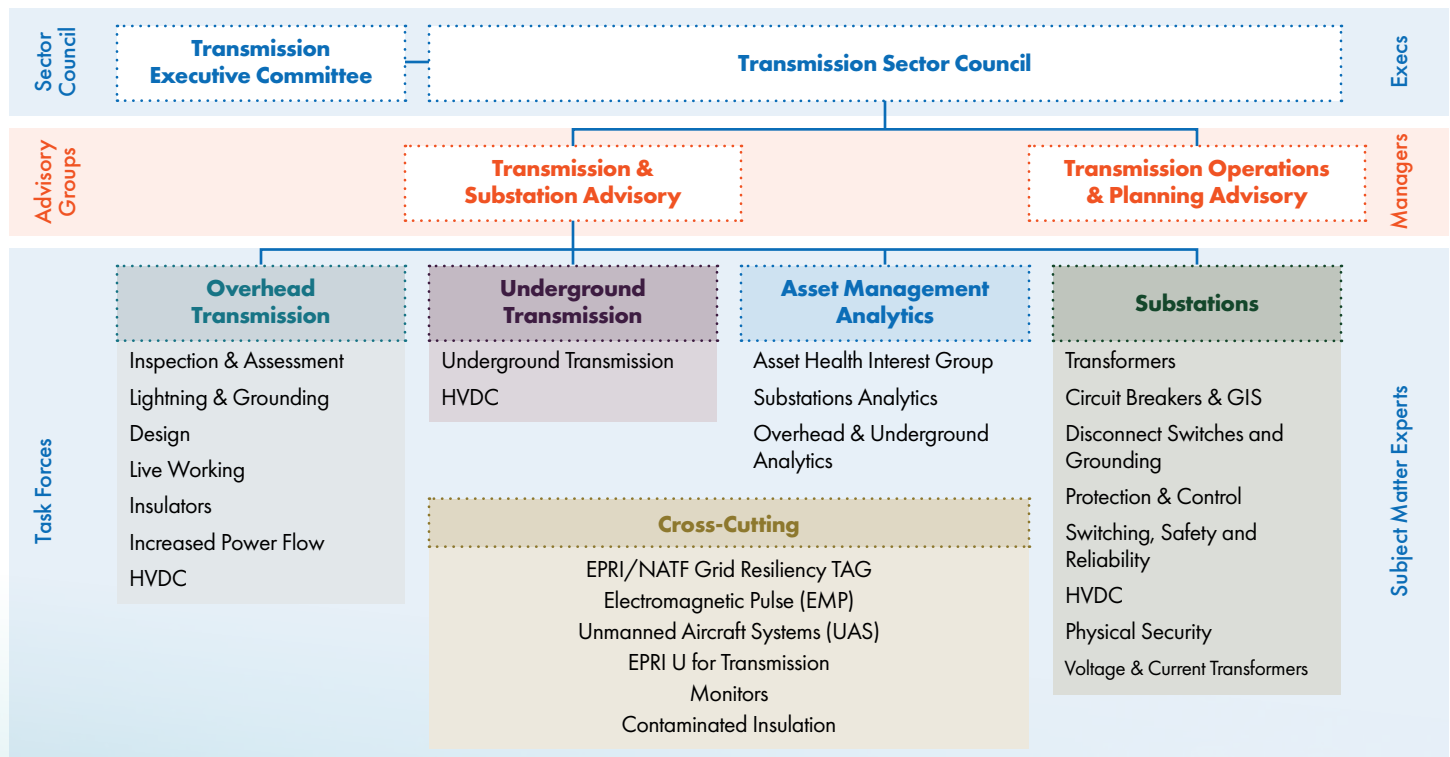 Sector
Council
Transmission
Executive Committee
Transmission Sector Council
Execs
Advisory
Groups
Transmission &
Substation Advisory
Transmission Operations
& Planning Advisory
Managers
Task Forces
Overhead
Transmission
Inspection & Assessment
Lightning & Grounding
Design
Live Working
Insulators
Increased Power Flow
HVDC
Underground
Transmission
Underground Transmission
HVDC
Asset Management
Analytics
Asset Health Interest Group
Substations Analytics
Overhead & Underground
Analytics
Cross-Cutting
EPRI/NATF Grid Resiliency TAG
Electromagnetic Pulse (EMP)
Unmanned Aircraft Systems (UAS)
EPRI U for Transmission
Monitors
Contaminated Insulation
Substations
Transformers
Circuit Breakers & GIS
Disconnect Switches and
Grounding
Protection & Control
Switching, Safety and
Reliability
HVDC
Physical Security
Voltage & Current Transformers
Subject Matter Experts